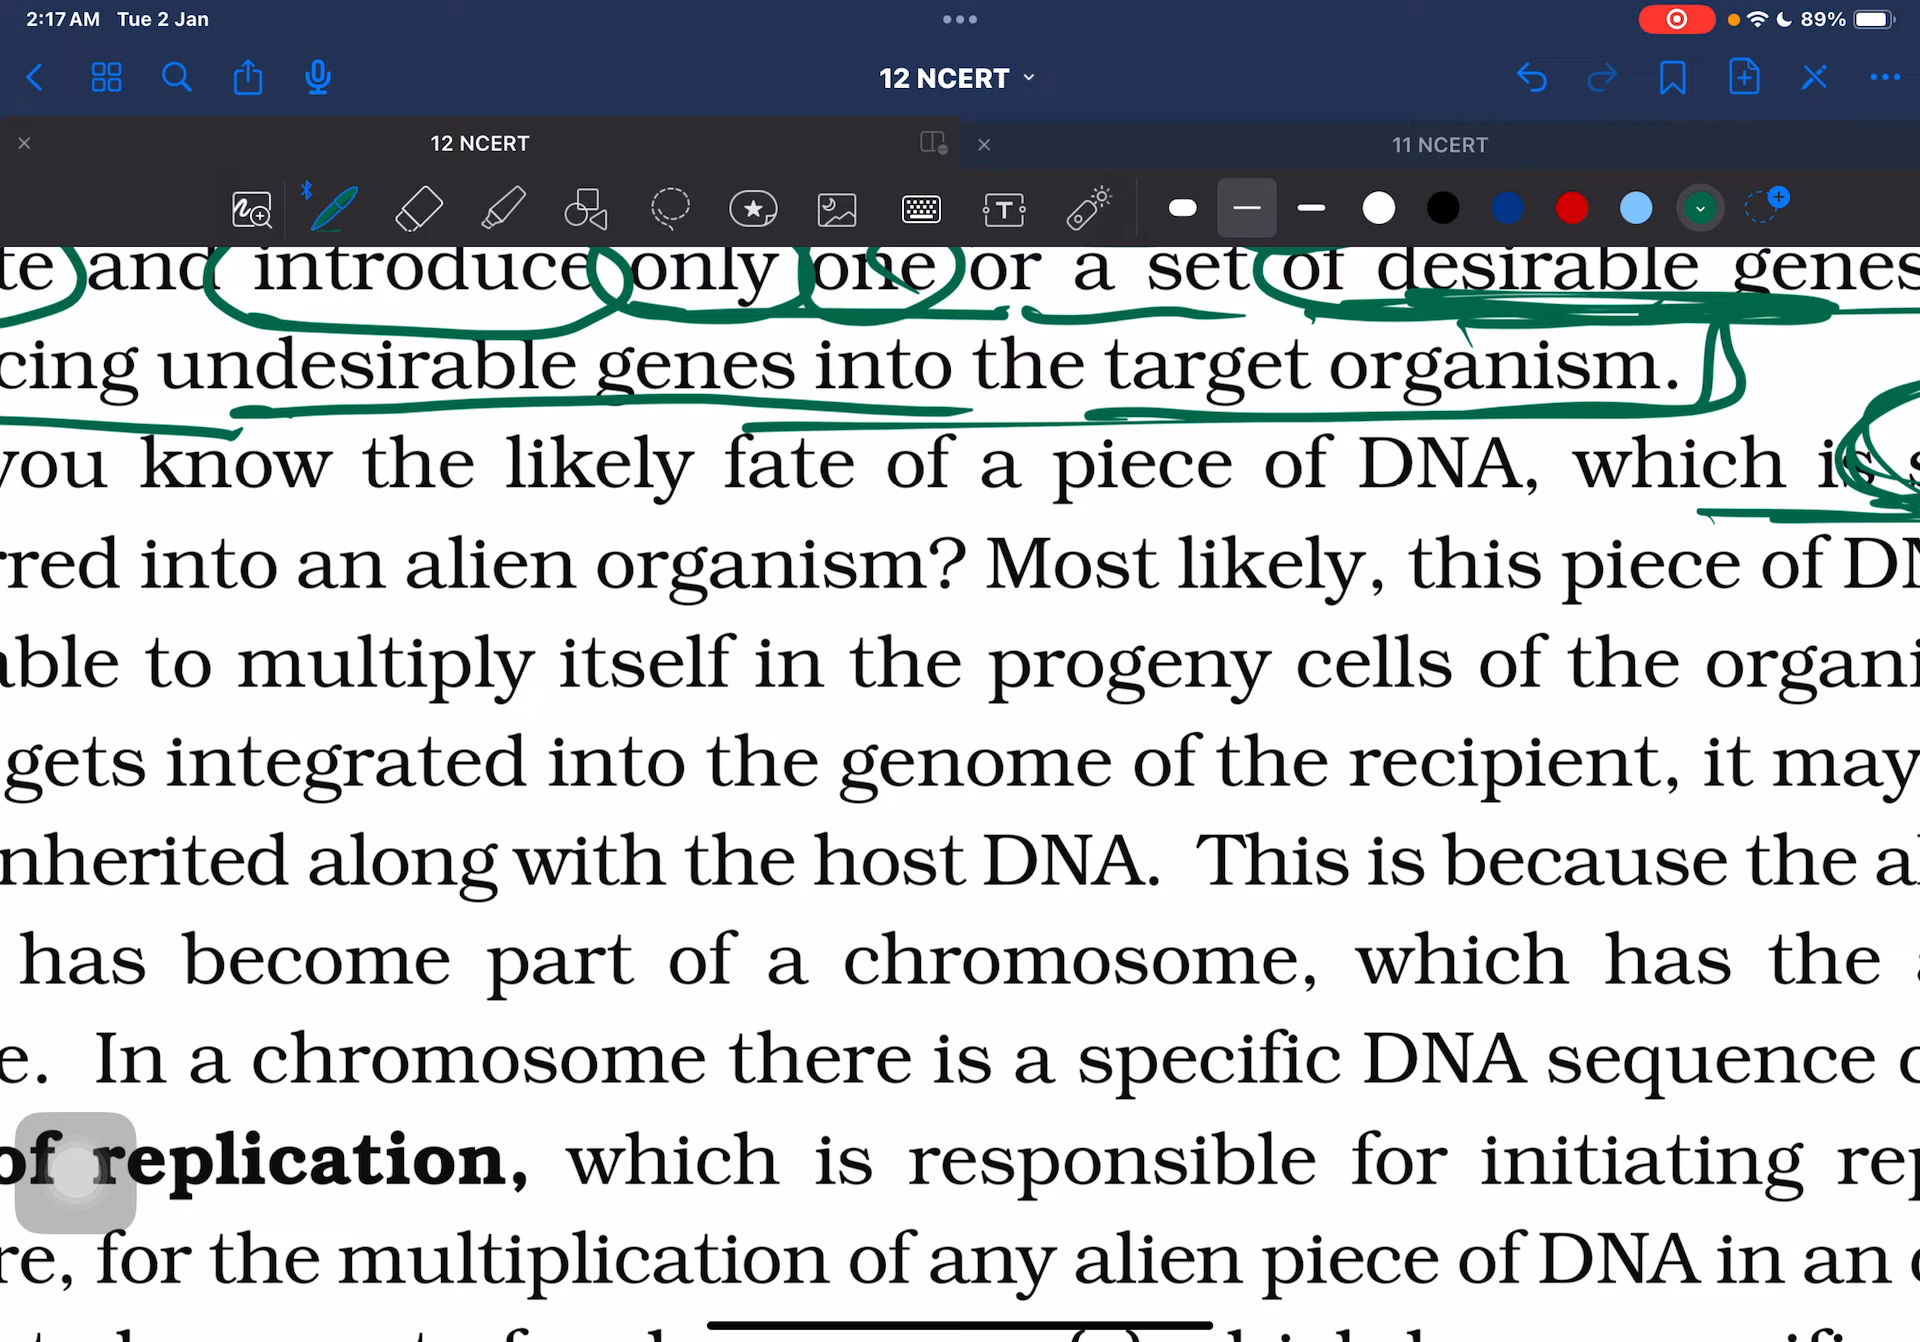 2:17 AM Tue 2 Jan
89%
12 NCERT
12 NCERT
11 NCERT
T
te and introduce only one or a set of desirable genes
cing undesirable genes into the target organism.
you know the likely fate of a piece of DNA, which is s
rred into an alien organism? Most likely, this piece of DN
able to multiply itself in the progeny cells of the organi
gets integrated into the genome of the recipient, it may
nherited along with the host DNA. This is because the al
has become part of a chromosome, which has the a
e. In a chromosome there is a specific DNA sequence c
of replication, which is responsible for initiating rep
re, for the multiplication of any alien piece of DNA in an o